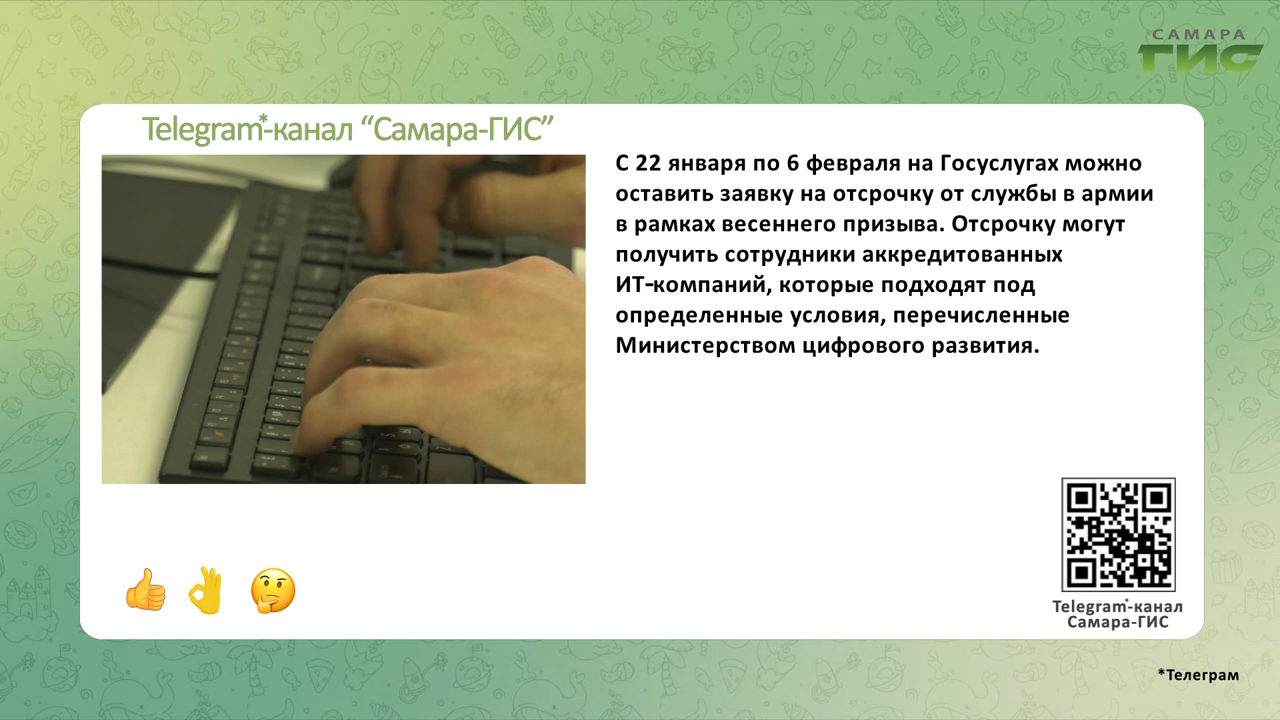 САМАРА
ГИС
Telegram*-канал “Самара-ГИС”
С 22 января по 6 февраля на Госуслугах можно
оставить заявку на отсрочку от службы в армии
в рамках весеннего призыва. Отсрочку могут
получить сотрудники аккредитованных
ИТ-компаний, которые подходят под
определенные условия, перечисленные
Министерством цифрового развития.
Telegram*-канал
Самара-ГИС
*Телеграм